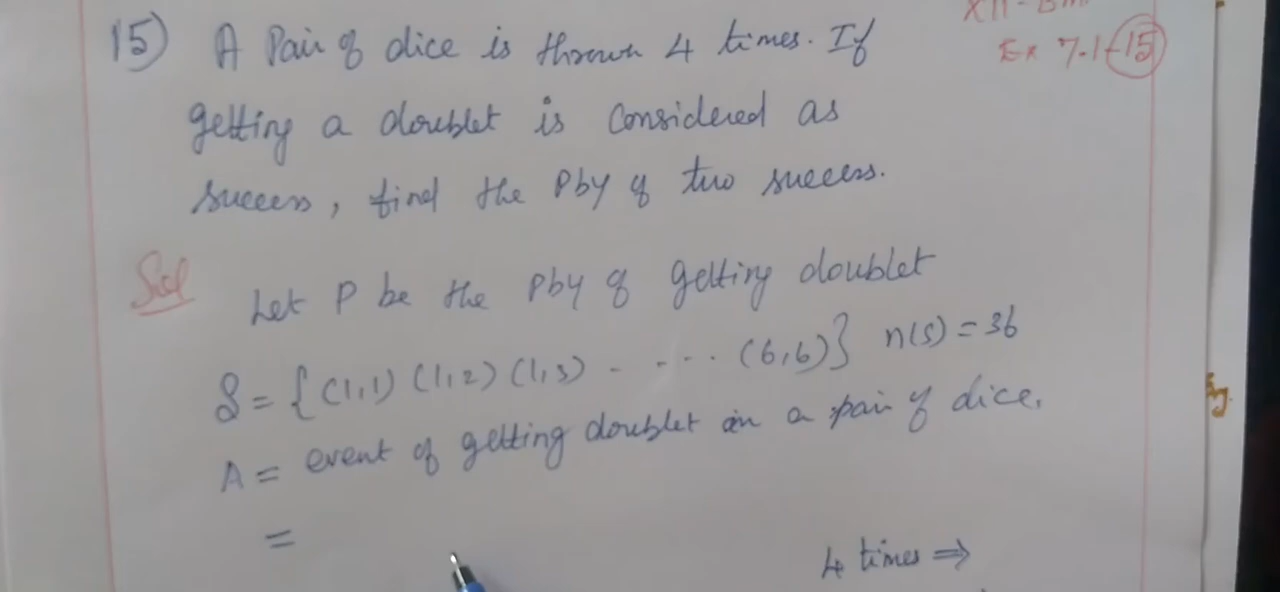 XII - BM
Ex 7.1-15
15) A Pair of dice is thrown 4 times. If
getting a doublet is considered as
success, find the Pby of two success.
Sol
Let P be the Pby of getting doublet
S = { (1,1) (1,2) (1,3) - - - - . (6,6)} n(s) = 36
A = event of getting doublet in a pair of dice.
=
4 times ⇒